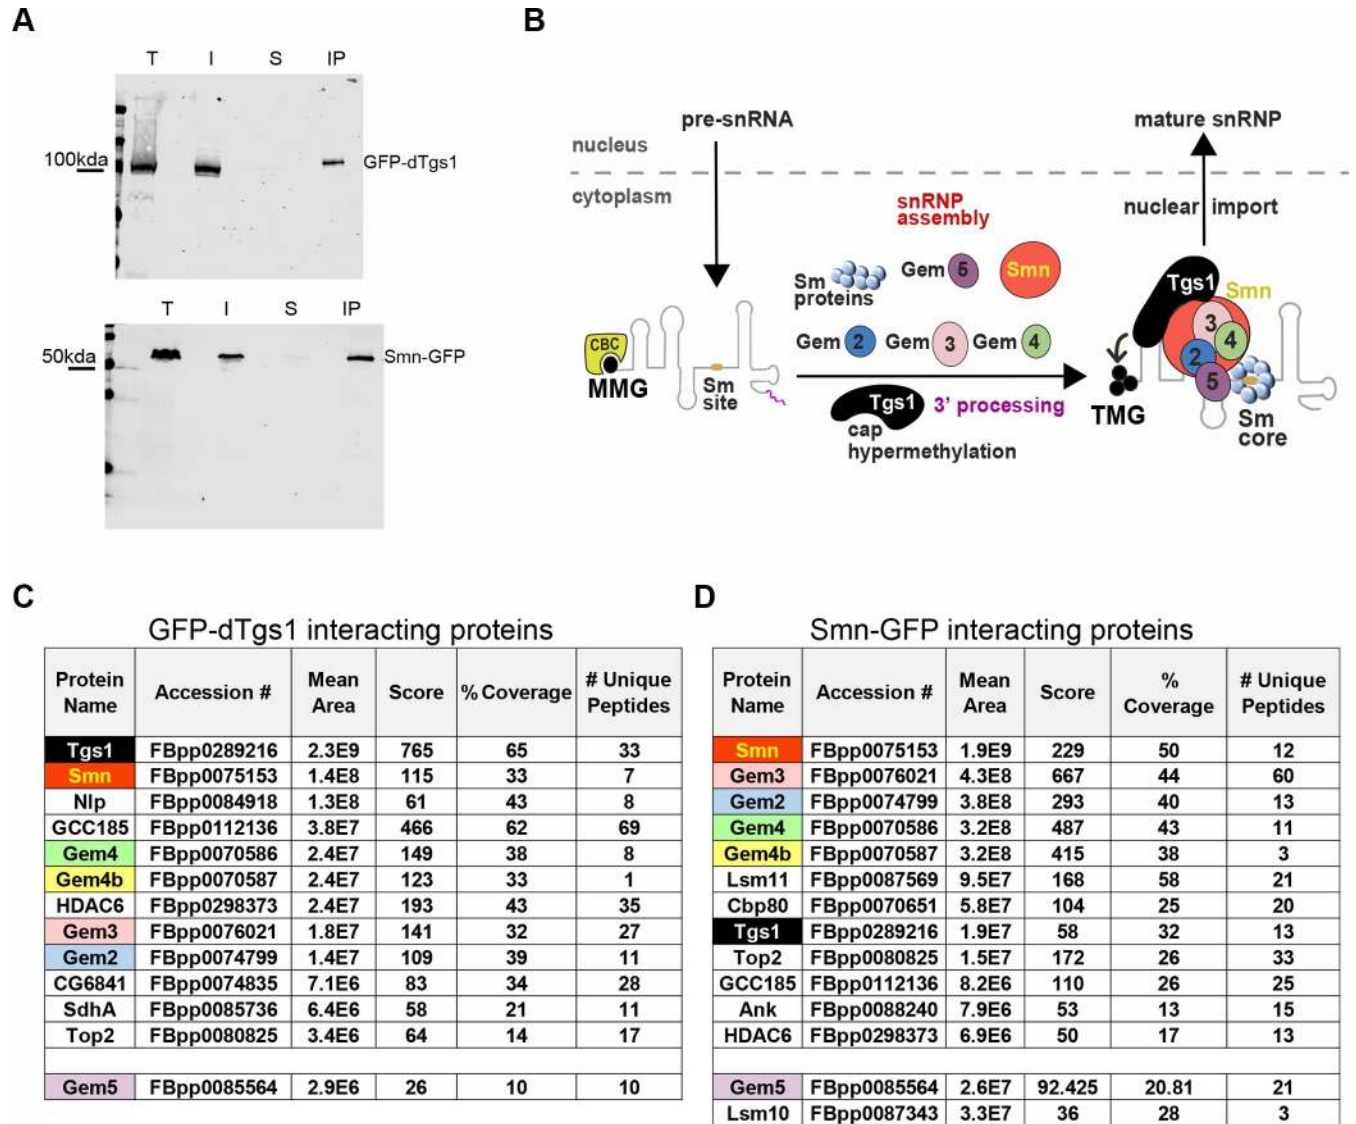 A
T I S IP
100kda
GFP-dTgs1
T I S IP
50kda
Smn-GFP
B
pre-snRNA
mature snRNP
nucleus
cytoplasm
snRNP
assembly
nuclear import
Sm
proteins
Gem 5
Smn
Gem 2 Gem 3 Gem 4
CBC
MMG
Sm
site
Tgs1
3' processing
cap
hypermethylation
Tgs1
Smn
3
4
2
5
TMG
Sm
core
C
GFP-dTgs1 interacting proteins
Protein Name Accession # Mean Area Score % Coverage # Unique Peptides
Tgs1 FBpp0289216 2.3E9 765 65 33
Smn FBpp0075153 1.4E8 115 33 7
Nlp FBpp0084918 1.3E8 61 43 8
GCC185 FBpp0112136 3.8E7 466 62 69
Gem4 FBpp0070586 2.4E7 149 38 8
Gem4b FBpp0070587 2.4E7 123 33 1
HDAC6 FBpp0298373 2.4E7 193 43 35
Gem3 FBpp0076021 1.8E7 141 32 27
Gem2 FBpp0074799 1.4E7 109 39 11
CG6841 FBpp0074835 7.1E6 83 34 28
SdhA FBpp0085736 6.4E6 58 21 11
Top2 FBpp0080825 3.4E6 64 14 17
Gem5 FBpp0085564 2.9E6 26 10 10
D
Smn-GFP interacting proteins
Protein Name Accession # Mean Area Score % Coverage # Unique Peptides
Smn FBpp0075153 1.9E9 229 50 12
Gem3 FBpp0076021 4.3E8 667 44 60
Gem2 FBpp0074799 3.8E8 293 40 13
Gem4 FBpp0070586 3.2E8 487 43 11
Gem4b FBpp0070587 3.2E8 415 38 3
Lsm11 FBpp0087569 9.5E7 168 58 21
Cbp80 FBpp0070651 5.8E7 104 25 20
Tgs1 FBpp0289216 1.9E7 58 32 13
Top2 FBpp0080825 1.5E7 172 26 33
GCC185 FBpp0112136 8.2E6 110 26 25
Ank FBpp0088240 7.9E6 53 13 15
HDAC6 FBpp0298373 6.9E6 50 17 13
Gem5 FBpp0085564 2.6E7 92.425 20.81 21
Lsm10 FBpp0087343 3.3E7 36 28 3